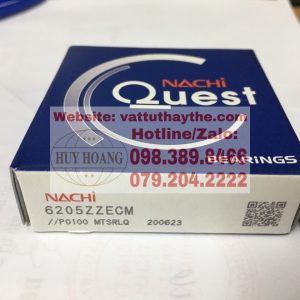 NACHi
Quest
Website: vattuthaythe.com
Hotline/Zalo:
098.389.6466
079.204.2222
HUY HOANG
BEARINGS
NACHi
6205ZZECM
//PG100 MTSRLQ 200623